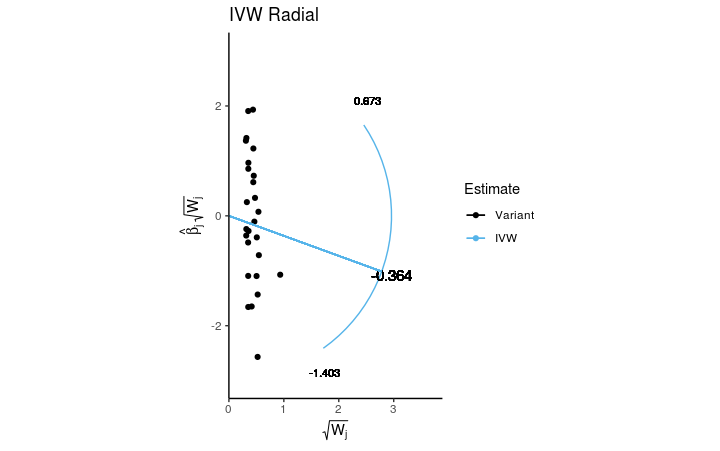 IVW Radial
0.673
2
0
-2
β̂j√Wj
-0.364
-1.403
0 1 2 3
√Wj
Estimate
Variant
IVW